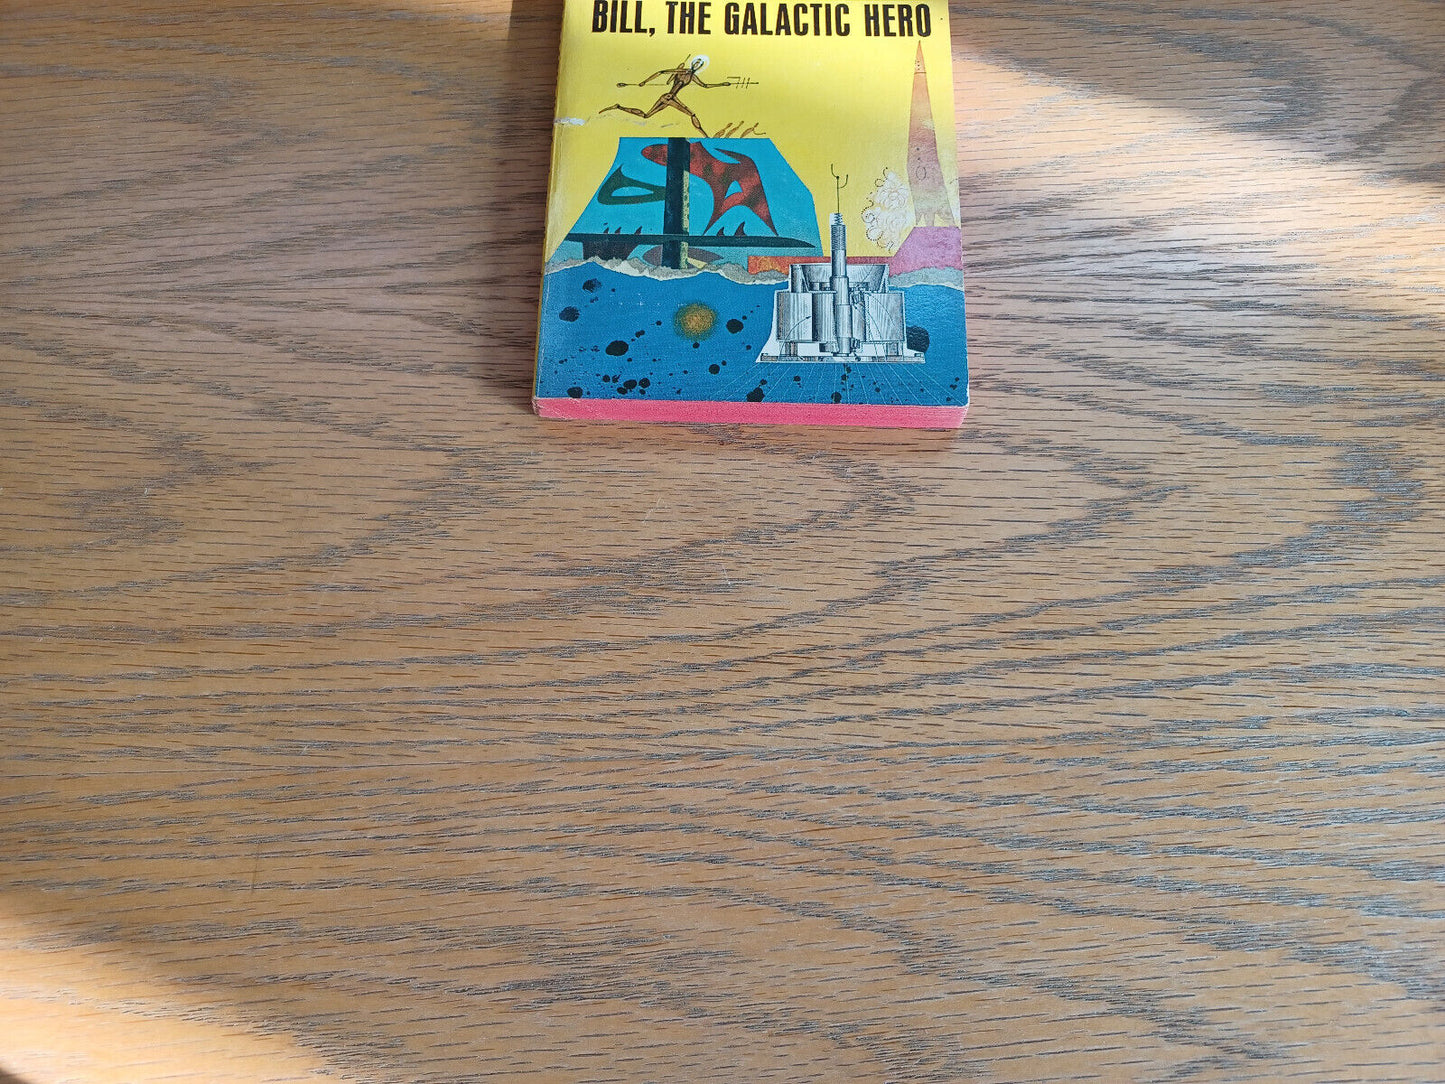 BILL, THE GALACTIC HERO